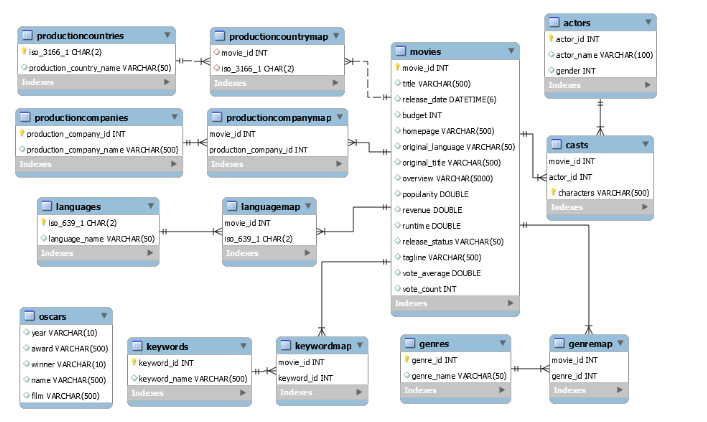 productioncountries
iso_3166_1 CHAR(2)
production_country_name VARCHAR(50)
Indexes
productioncountrymap
movie_id INT
iso_3166_1 CHAR(2)
Indexes
movies
movie_id INT
title VARCHAR(500)
release_date DATETIME(6)
budget INT
homepage VARCHAR(500)
original_language VARCHAR(50)
original_title VARCHAR(500)
overview VARCHAR(5000)
popularity DOUBLE
revenue DOUBLE
runtime DOUBLE
release_status VARCHAR(50)
tagline VARCHAR(500)
vote_average DOUBLE
vote_count INT
Indexes
actors
actor_id INT
actor_name VARCHAR(100)
gender INT
Indexes
productioncompanies
production_company_id INT
production_company_name VARCHAR(500)
Indexes
productioncompanymap
movie_id INT
production_company_id INT
Indexes
casts
movie_id INT
actor_id INT
characters VARCHAR(500)
Indexes
languages
iso_639_1 CHAR(2)
language_name VARCHAR(50)
Indexes
languagemap
movie_id INT
iso_639_1 CHAR(2)
Indexes
oscars
year VARCHAR(10)
award VARCHAR(500)
winner VARCHAR(10)
name VARCHAR(500)
film VARCHAR(500)
keywords
keyword_id INT
keyword_name VARCHAR(500)
Indexes
keywordmap
movie_id INT
keyword_id INT
Indexes
genres
genre_id INT
genre_name VARCHAR(50)
Indexes
genremap
movie_id INT
genre_id INT
Indexes